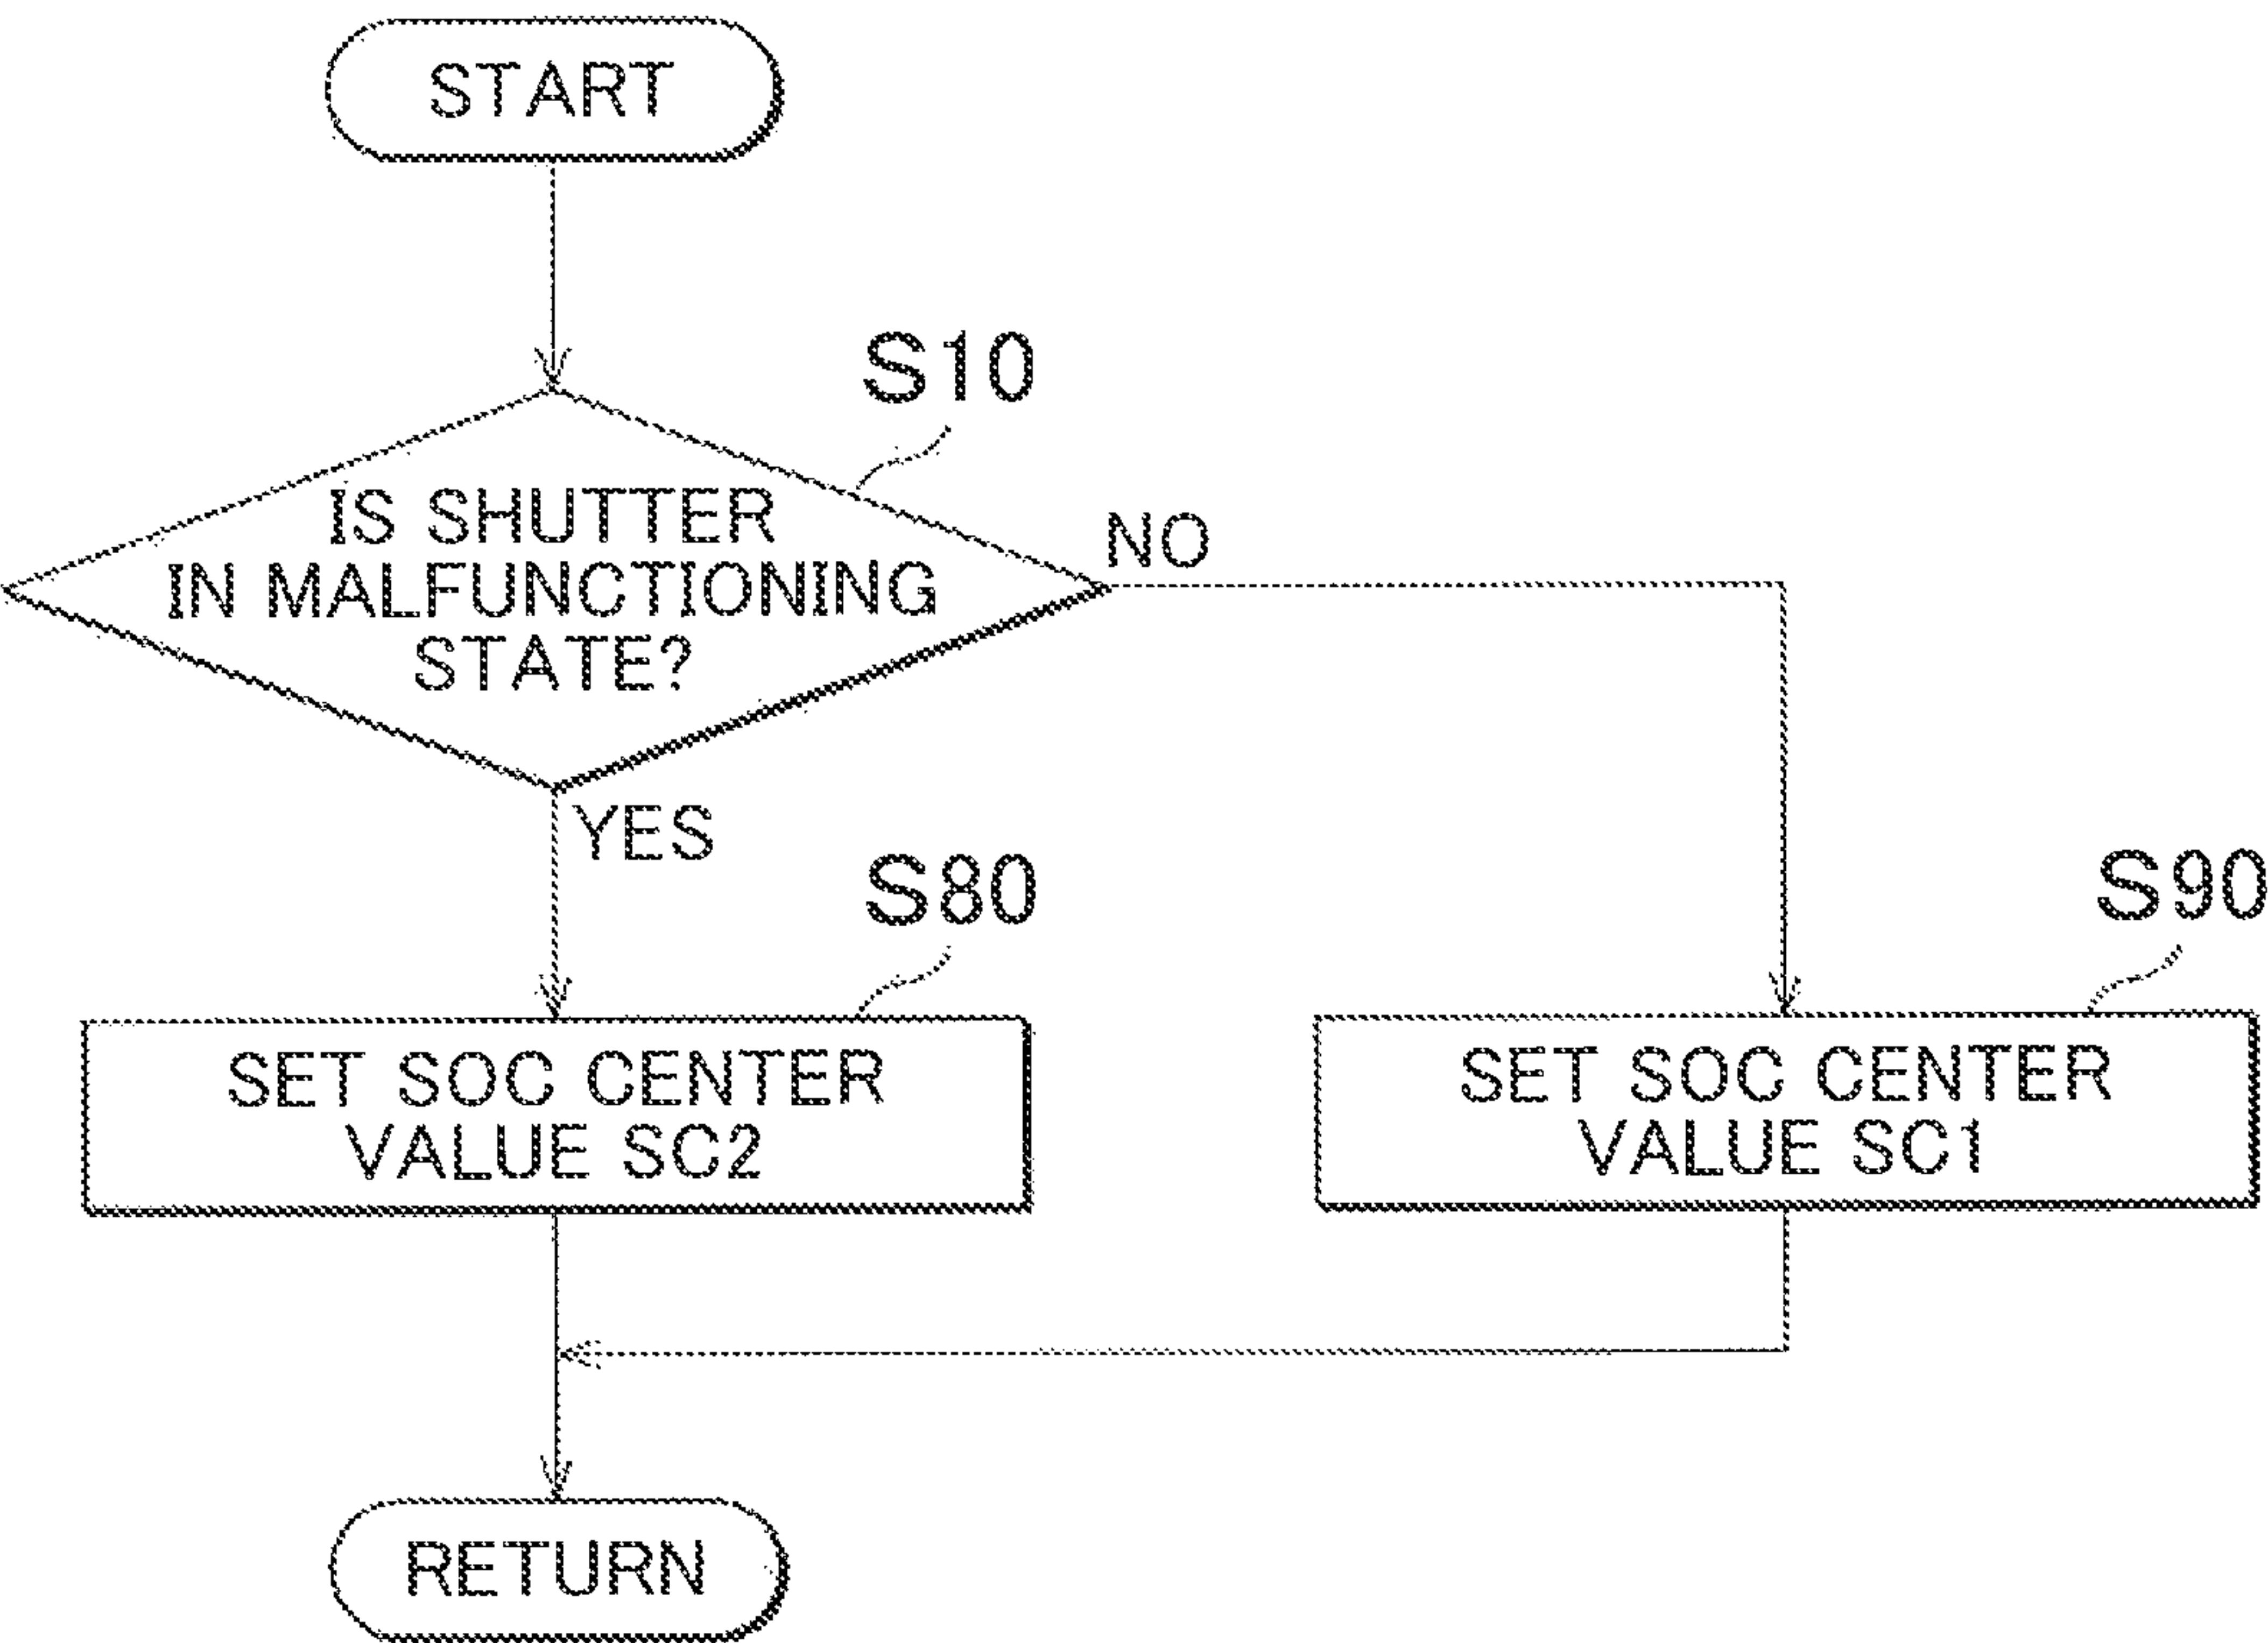 START
S10
IS SHUTTER
IN MALFUNCTIONING
STATE?
NO
YES
S80
SET SOC CENTER
VALUE SC2
S90
SET SOC CENTER
VALUE SC1
RETURN